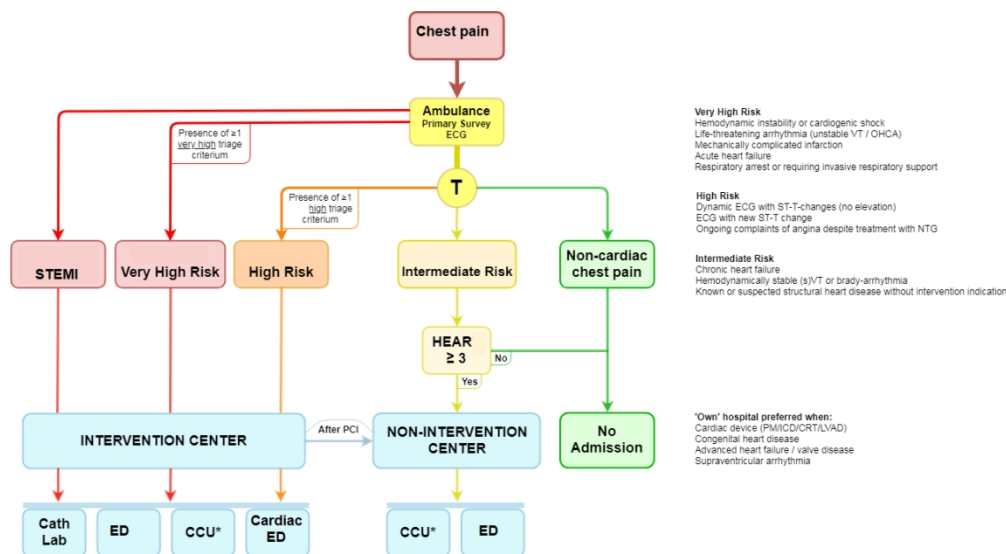 Chest pain
Ambulance
Primary Survey
ECG
Presence of ≥1
very high triage
criterium
T
Presence of ≥1
high triage
criterium
STEMI
Very High Risk
High Risk
Intermediate Risk
Non-cardiac
chest pain
HEAR
≥ 3
No
Yes
INTERVENTION CENTER
After PCI
NON-INTERVENTION
CENTER
No
Admission
Cath
Lab
ED
CCU*
Cardiac
ED
CCU*
ED
Very High Risk
Hemodynamic instability or cardiogenic shock
Life-threatening arrhythmia (unstable VT / OHCA)
Mechanically complicated infarction
Acute heart failure
Respiratory arrest or requiring invasive respiratory support
High Risk
Dynamic ECG with ST-T-changes (no elevation)
ECG with new ST-T change
Ongoing complaints of angina despite treatment with NTG
Intermediate Risk
Chronic heart failure
Hemodynamically stable (s)VT or brady-arrhythmia
Known or suspected structural heart disease without intervention indication
'Own' hospital preferred when:
Cardiac device (PM/ICD/CRT/LVAD)
Congenital heart disease
Advanced heart failure / valve disease
Supraventricular arrhythmia